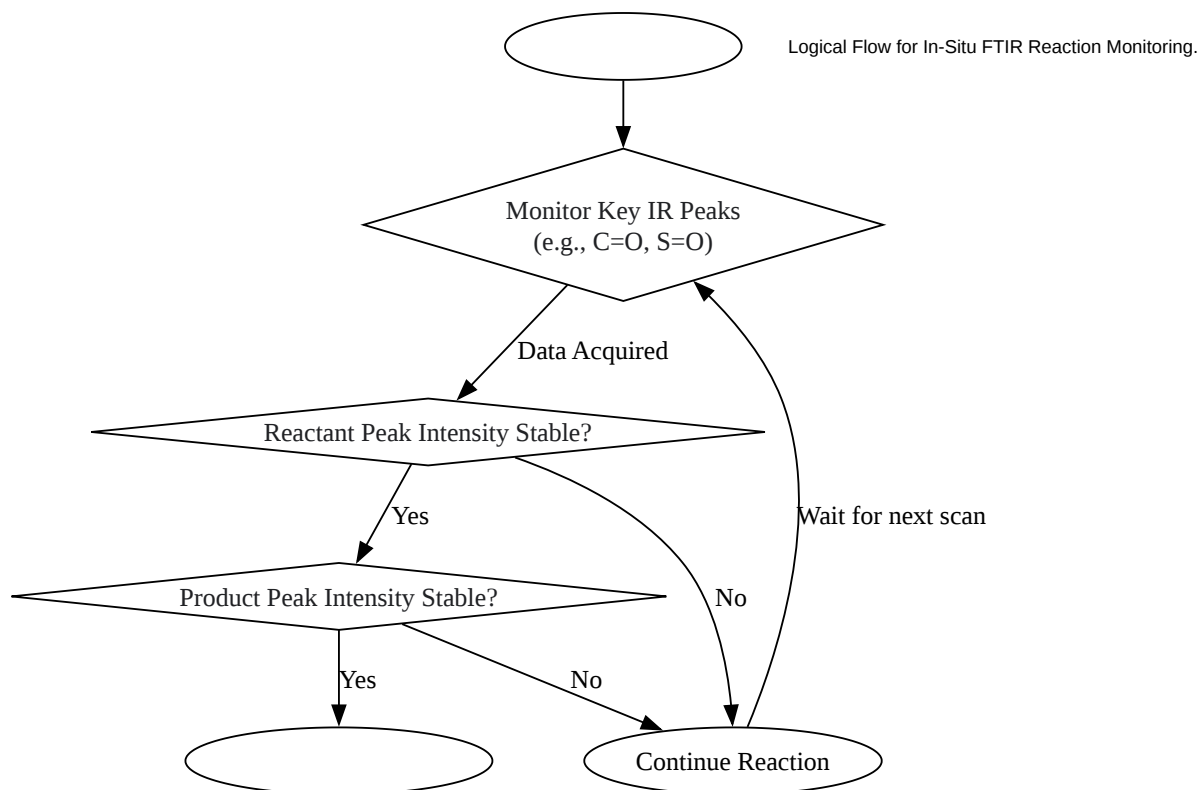 Logical Flow for In-Situ FTIR Reaction Monitoring.
Monitor Key IR Peaks
(e.g., C=O, S=O)
Data Acquired
Reactant Peak Intensity Stable?
Yes
Wait for next scan
Product Peak Intensity Stable?
No
Yes
No
Continue Reaction